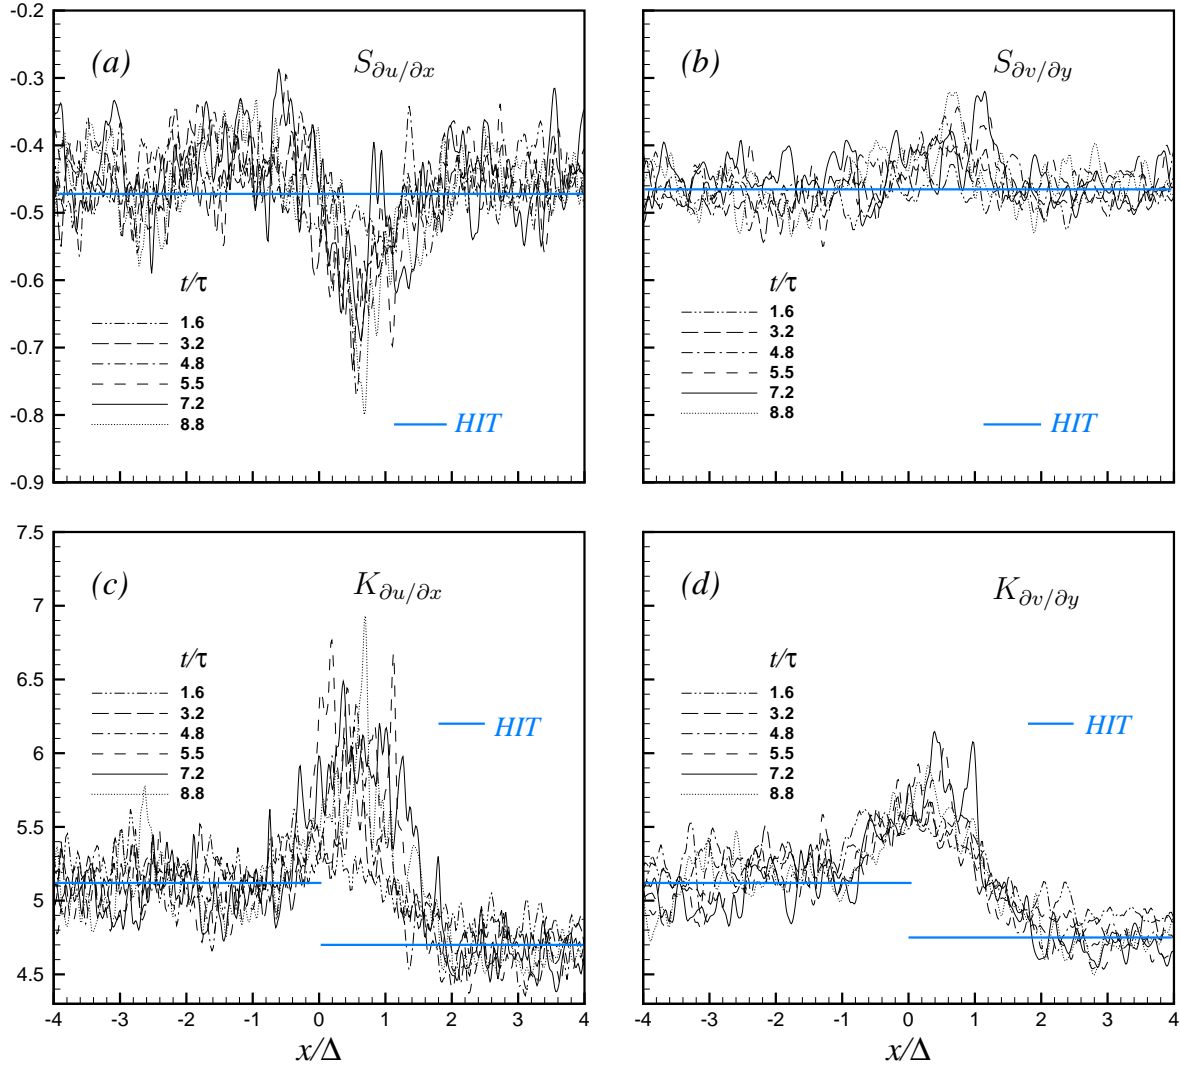 (a)
S∂u/∂x
-0.2
-0.3
-0.4
-0.5
-0.6
-0.7
-0.8
-0.9
t/τ
1.6
3.2
4.8
5.5
7.2
8.8
HIT
-4 -3 -2 -1 0 1 2 3 4
(b)
S∂v/∂y
t/τ
1.6
3.2
4.8
5.5
7.2
8.8
HIT
(c)
K∂u/∂x
7.5
7
6.5
6
5.5
5
4.5
t/τ
1.6
3.2
4.8
5.5
7.2
8.8
HIT
x/Δ
(d)
K∂v/∂y
t/τ
1.6
3.2
4.8
5.5
7.2
8.8
HIT
-4 -3 -2 -1 0 1 2 3 4
x/Δ